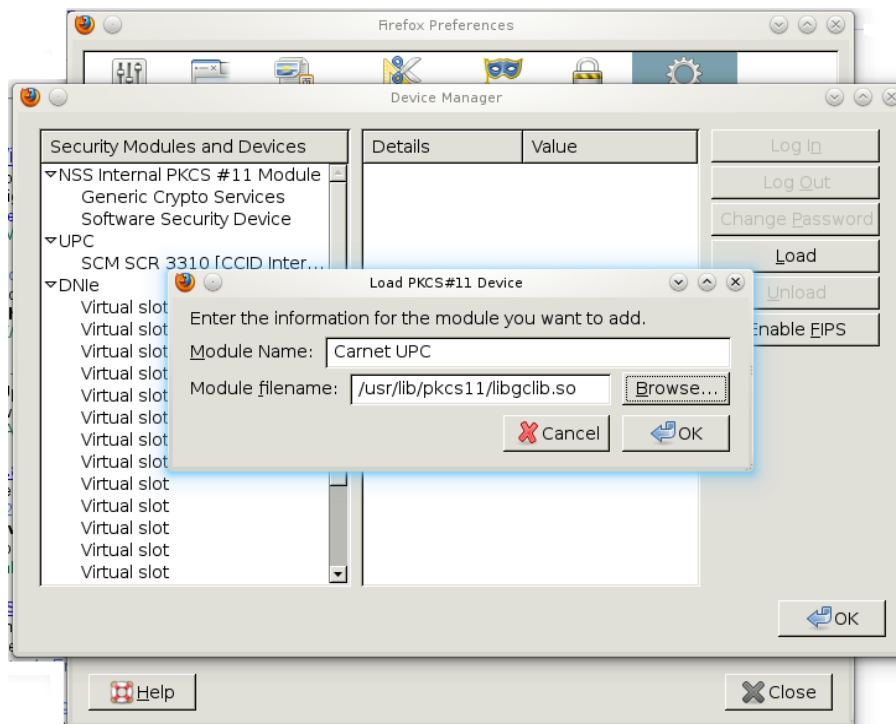 Firefox Preferences
Device Manager
Security Modules and Devices
Details
Value
NSS Internal PKCS #11 Module
Generic Crypto Services
Software Security Device
UPC
SCM SCR 3310 [CCID Inter...
DNIe
Virtual slot
Virtual slot
Virtual slot
Virtual slot
Virtual slot
Virtual slot
Virtual slot
Virtual slot
Virtual slot
Virtual slot
Virtual slot
Virtual slot
Virtual slot
Log In
Log Out
Change Password
Load
Unload
Enable FIPS
Load PKCS#11 Device
Enter the information for the module you want to add.
Module Name: Carnet UPC
Module filename: /usr/lib/pkcs11/libgclib.so
Browse...
Cancel
OK
OK
Help
Close